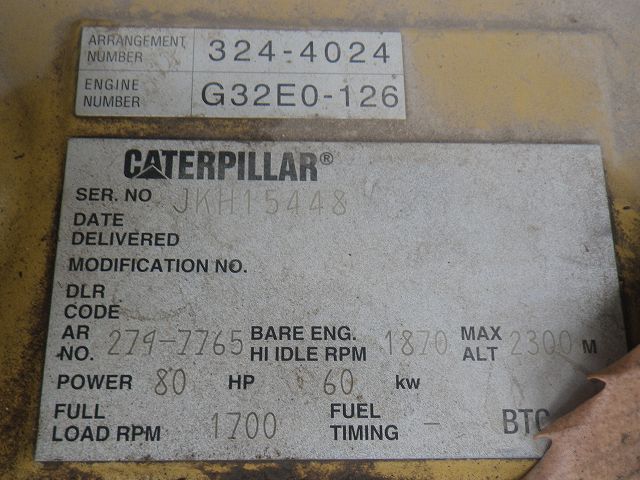 ARRANGEMENT NUMBER 324-4024
ENGINE NUMBER G32E0-126
CATERPILLAR®
SER. NO JKH15448
DATE
DELIVERED
MODIFICATION NO.
DLR
CODE
AR NO. 279-7765 BARE ENG. HI IDLE RPM 1870 MAX ALT 2300 M
POWER 80 HP 60 kw
FULL LOAD RPM 1700 FUEL TIMING - BTC